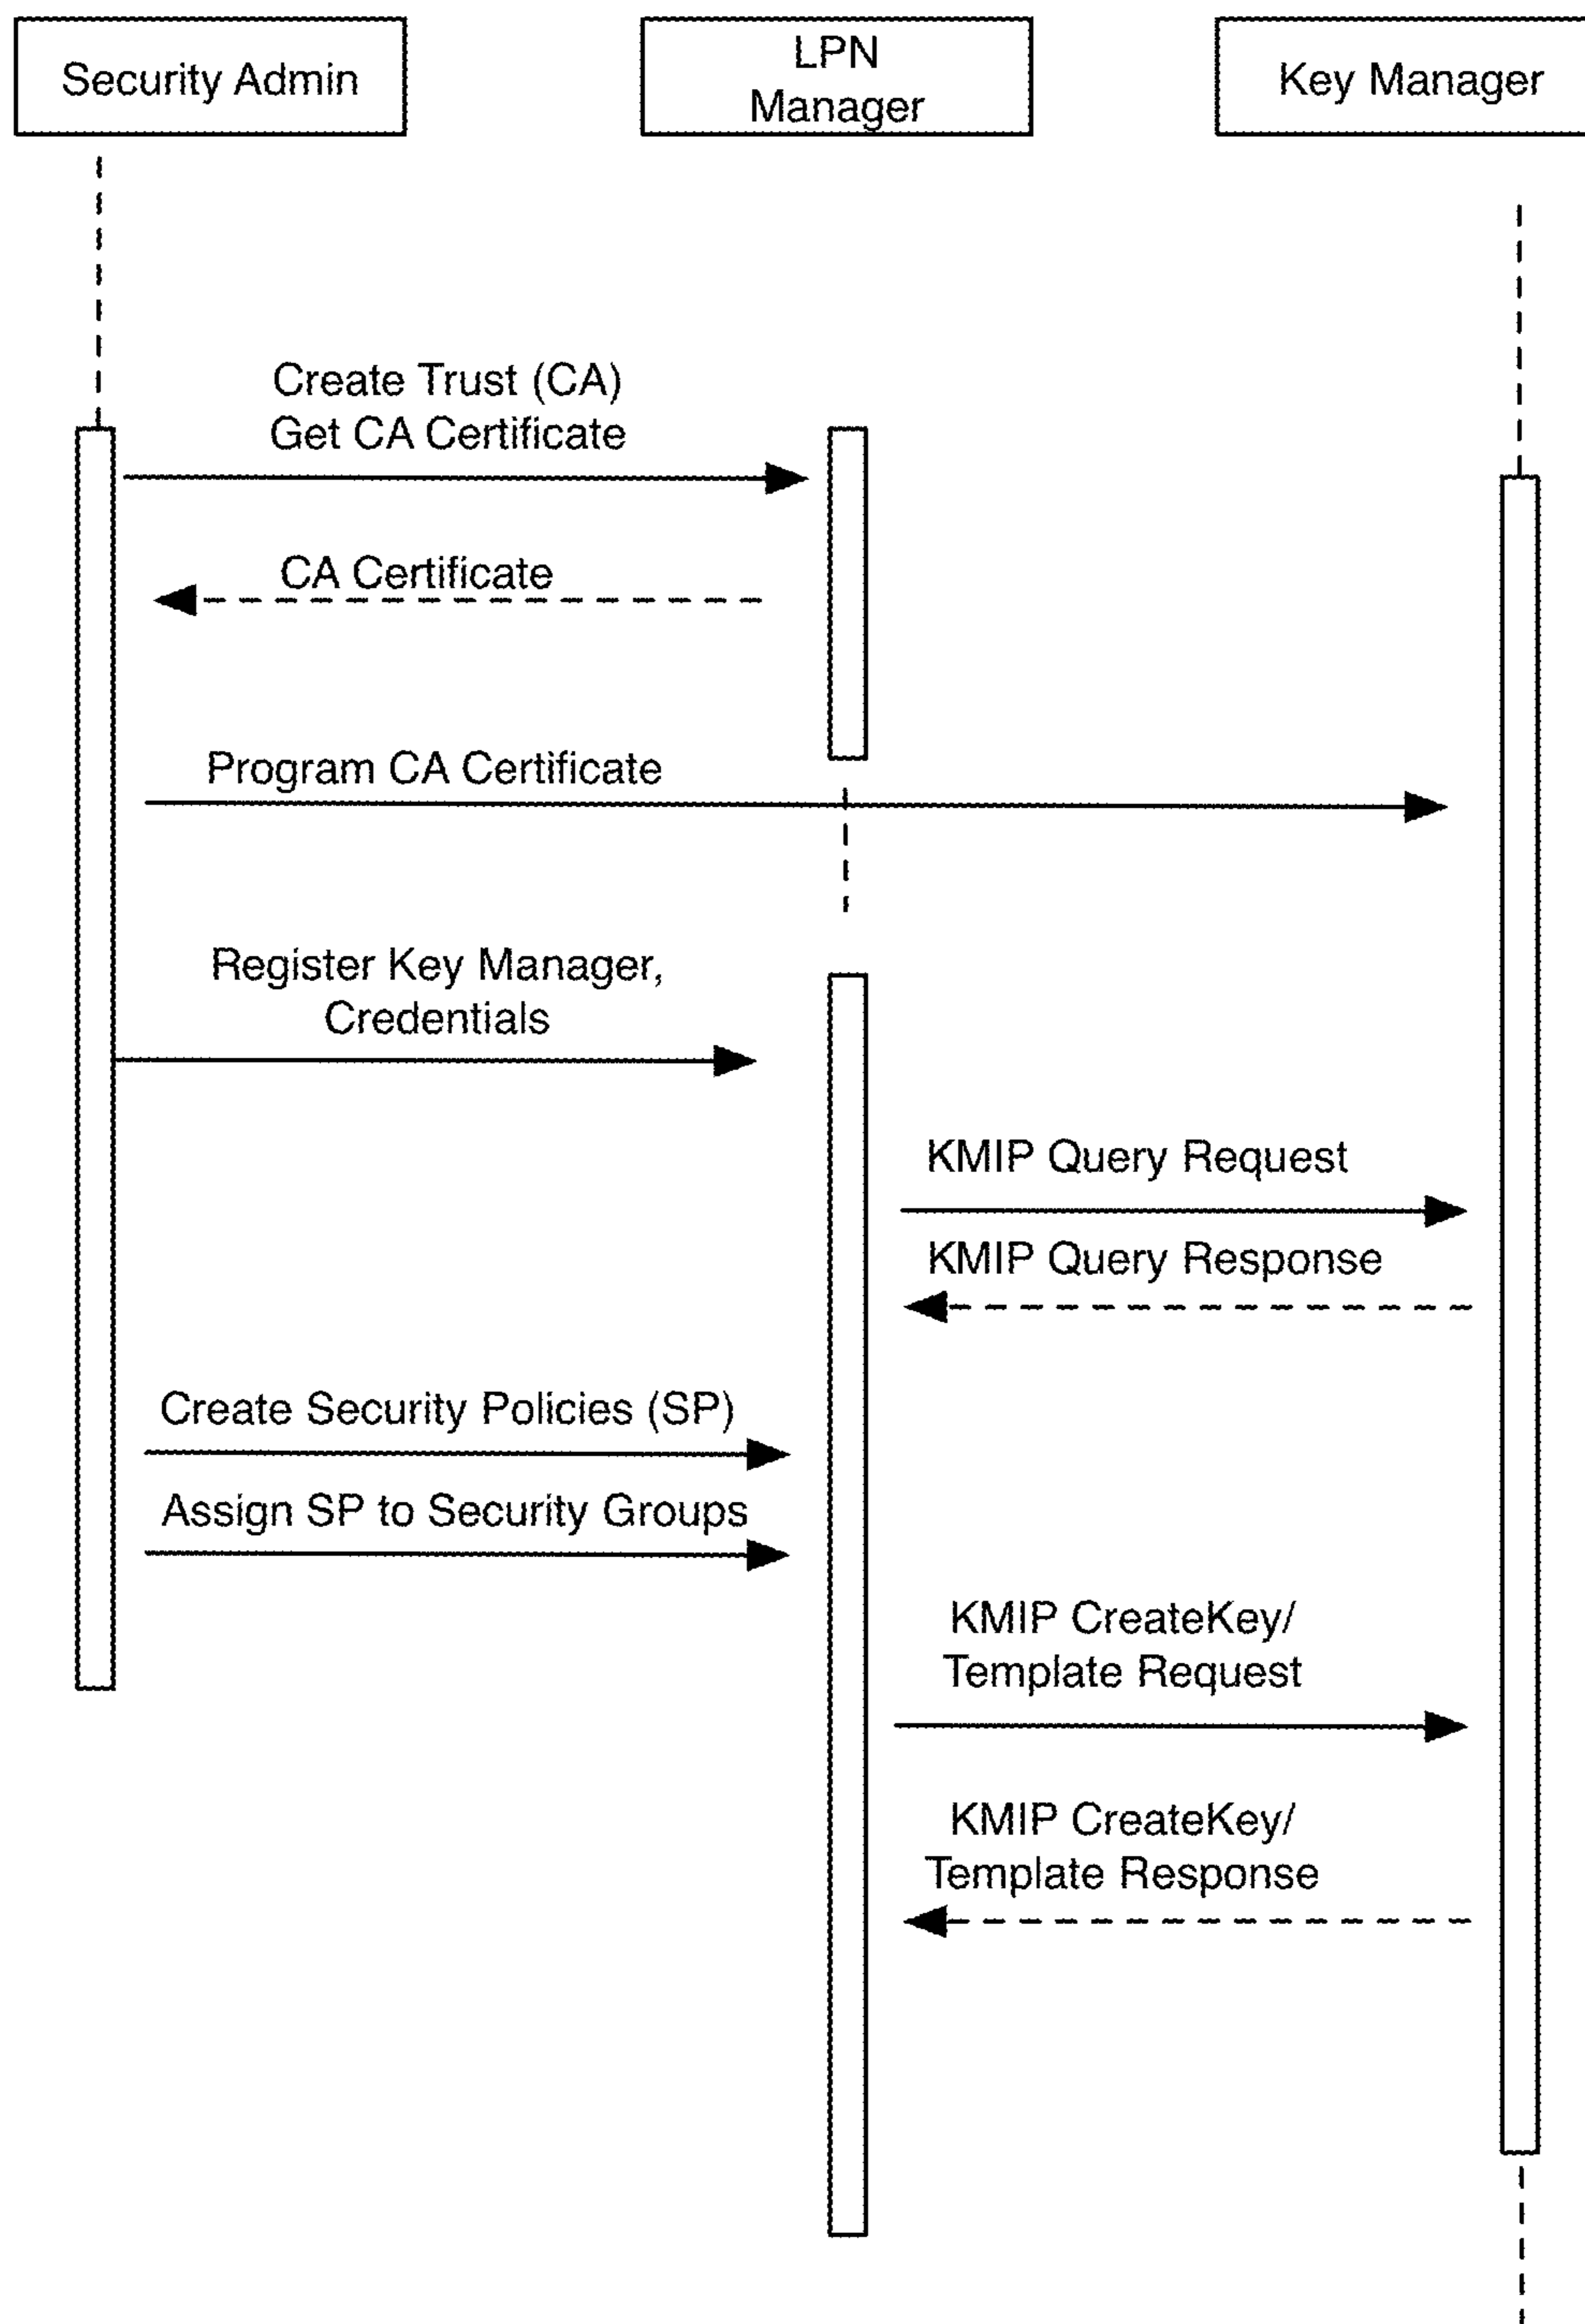 Security Admin
LPN
Manager
Key Manager
Create Trust (CA)
Get CA Certificate
CA Certificate
Program CA Certificate
Register Key Manager,
Credentials
KMIP Query Request
KMIP Query Response
Create Security Policies (SP)
Assign SP to Security Groups
KMIP CreateKey/
Template Request
KMIP CreateKey/
Template Response